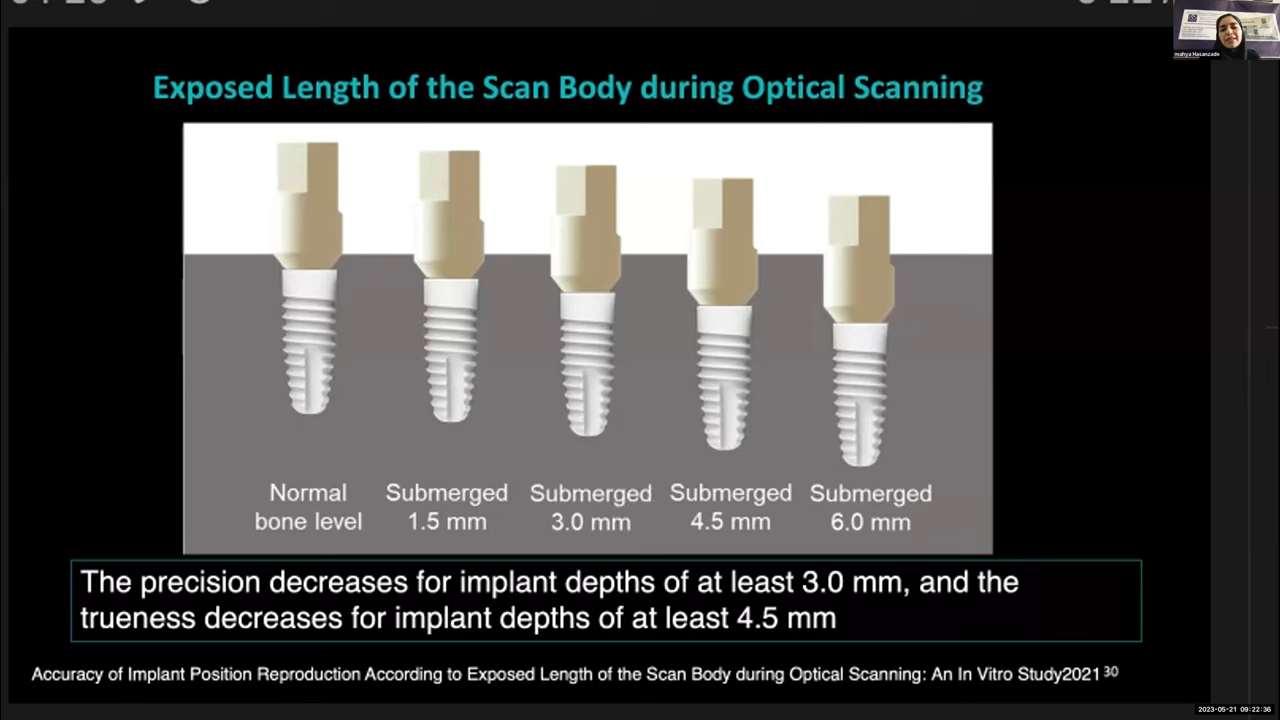 mahya Hasanzade
Exposed Length of the Scan Body during Optical Scanning
Normal
bone level
Submerged
1.5 mm
Submerged
3.0 mm
Submerged
4.5 mm
Submerged
6.0 mm
The precision decreases for implant depths of at least 3.0 mm, and the
trueness decreases for implant depths of at least 4.5 mm
Accuracy of Implant Position Reproduction According to Exposed Length of the Scan Body during Optical Scanning: An In Vitro Study2021 30
2023-05-21 09:22:36